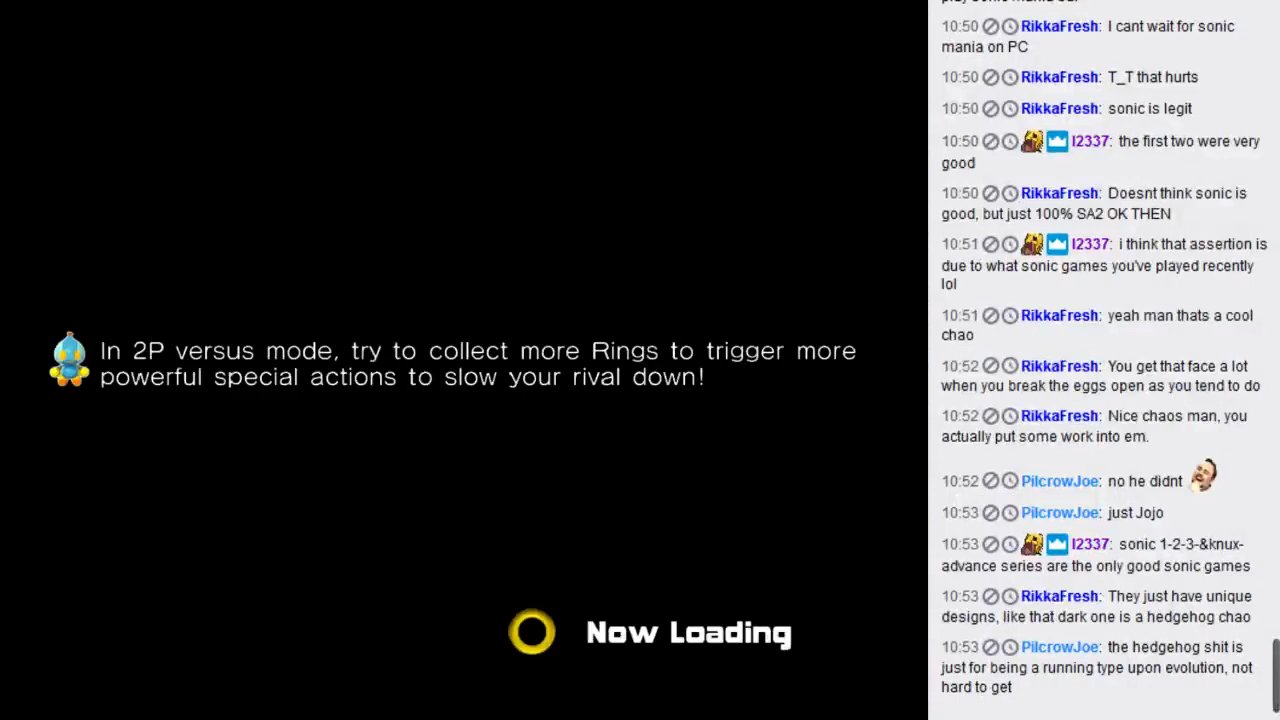 In 2P versus mode, try to collect more Rings to trigger more
powerful special actions to slow your rival down!
Now Loading
10:50 RikkaFresh: I cant wait for sonic
mania on PC
10:50 RikkaFresh: T_T that hurts
10:50 RikkaFresh: sonic is legit
10:50 I2337: the first two were very
good
10:50 RikkaFresh: Doesnt think sonic is
good, but just 100% SA2 OK THEN
10:51 I2337: i think that assertion is
due to what sonic games you've played recently
lol
10:51 RikkaFresh: yeah man thats a cool
chao
10:52 RikkaFresh: You get that face a lot
when you break the eggs open as you tend to do
10:52 RikkaFresh: Nice chaos man, you
actually put some work into em.
10:52 PilcrowJoe: no he didnt
10:53 PilcrowJoe: just Jojo
10:53 I2337: sonic 1-2-3-&knux-
advance series are the only good sonic games
10:53 RikkaFresh: They just have unique
designs, like that dark one is a hedgehog chao
10:53 PilcrowJoe: the hedgehog shit is
just for being a running type upon evolution, not
hard to get